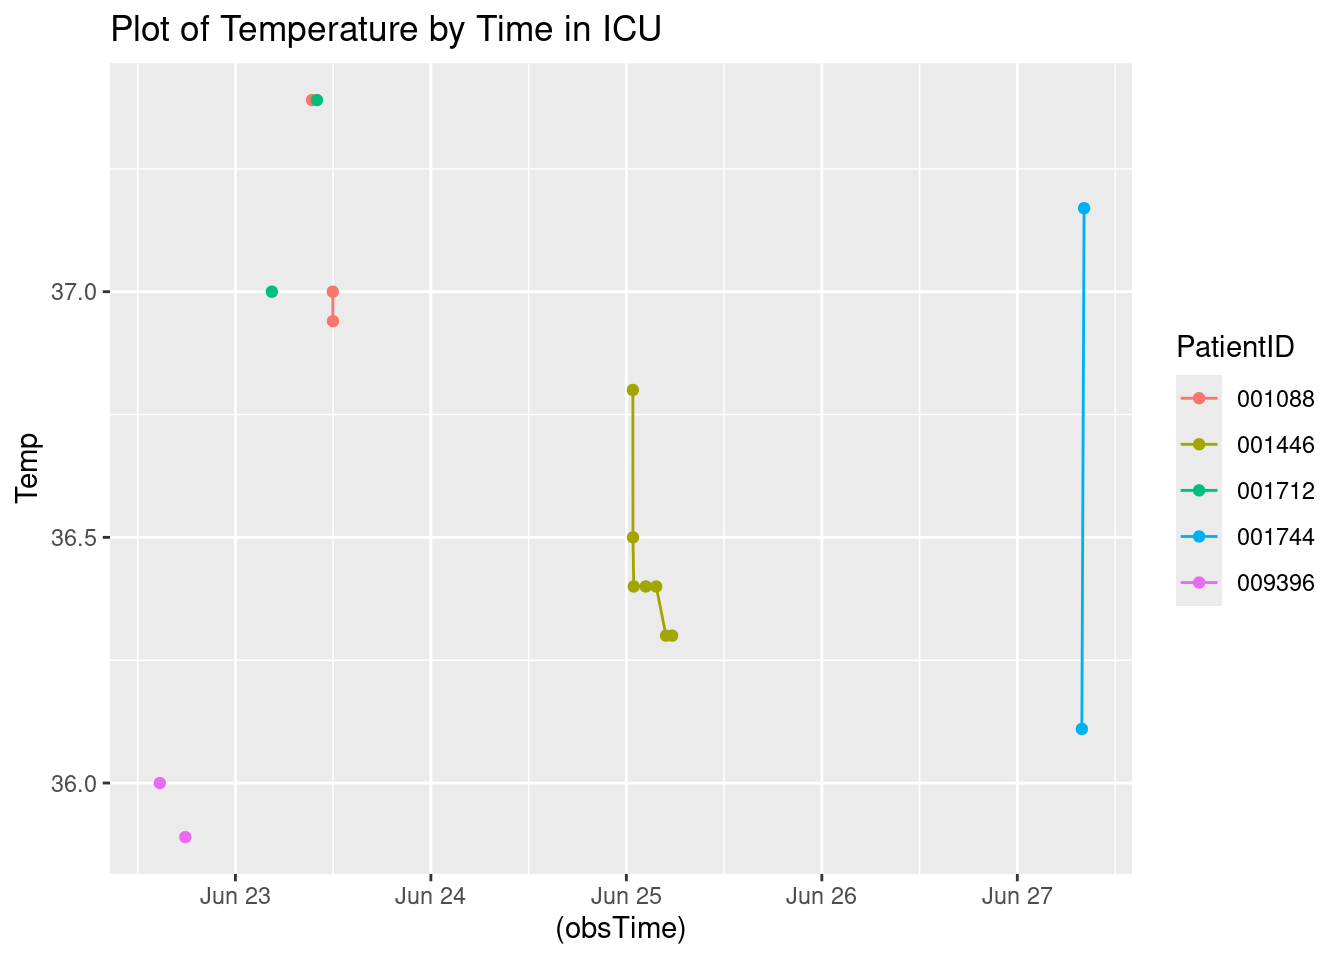 Plot of Temperature by Time in ICU
Temp
37.0
36.5
36.0
Jun 23 Jun 24 Jun 25 Jun 26 Jun 27
(obsTime)
PatientID
001088
001446
001712
001744
009396